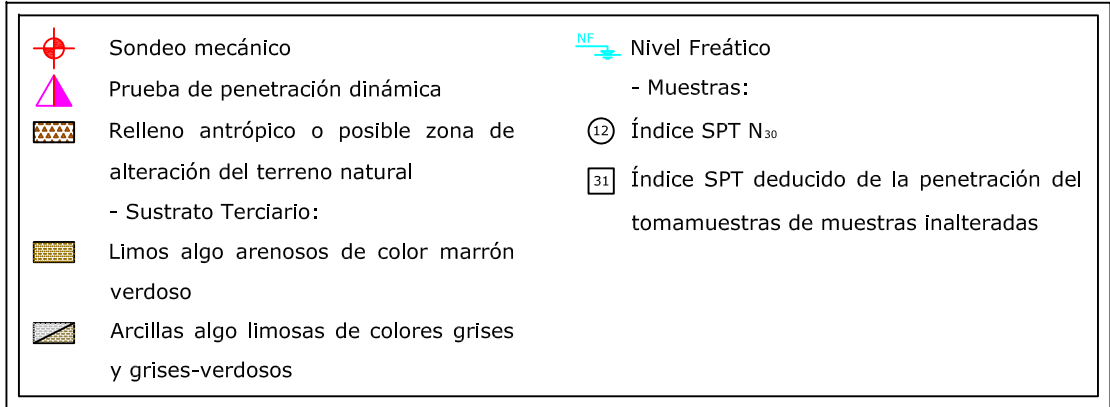 Sondeo mecánico
Prueba de penetración dinámica
Relleno antrópico o posible zona de
alteración del terreno natural
- Sustrato Terciario:
Limos algo arenosos de color marrón
verdoso
Arcillas algo limosas de colores grises
y grises-verdosos
NF Nivel Freático
- Muestras:
12 Índice SPT N30
31 Índice SPT deducido de la penetración del
tomamuestras de muestras inalteradas